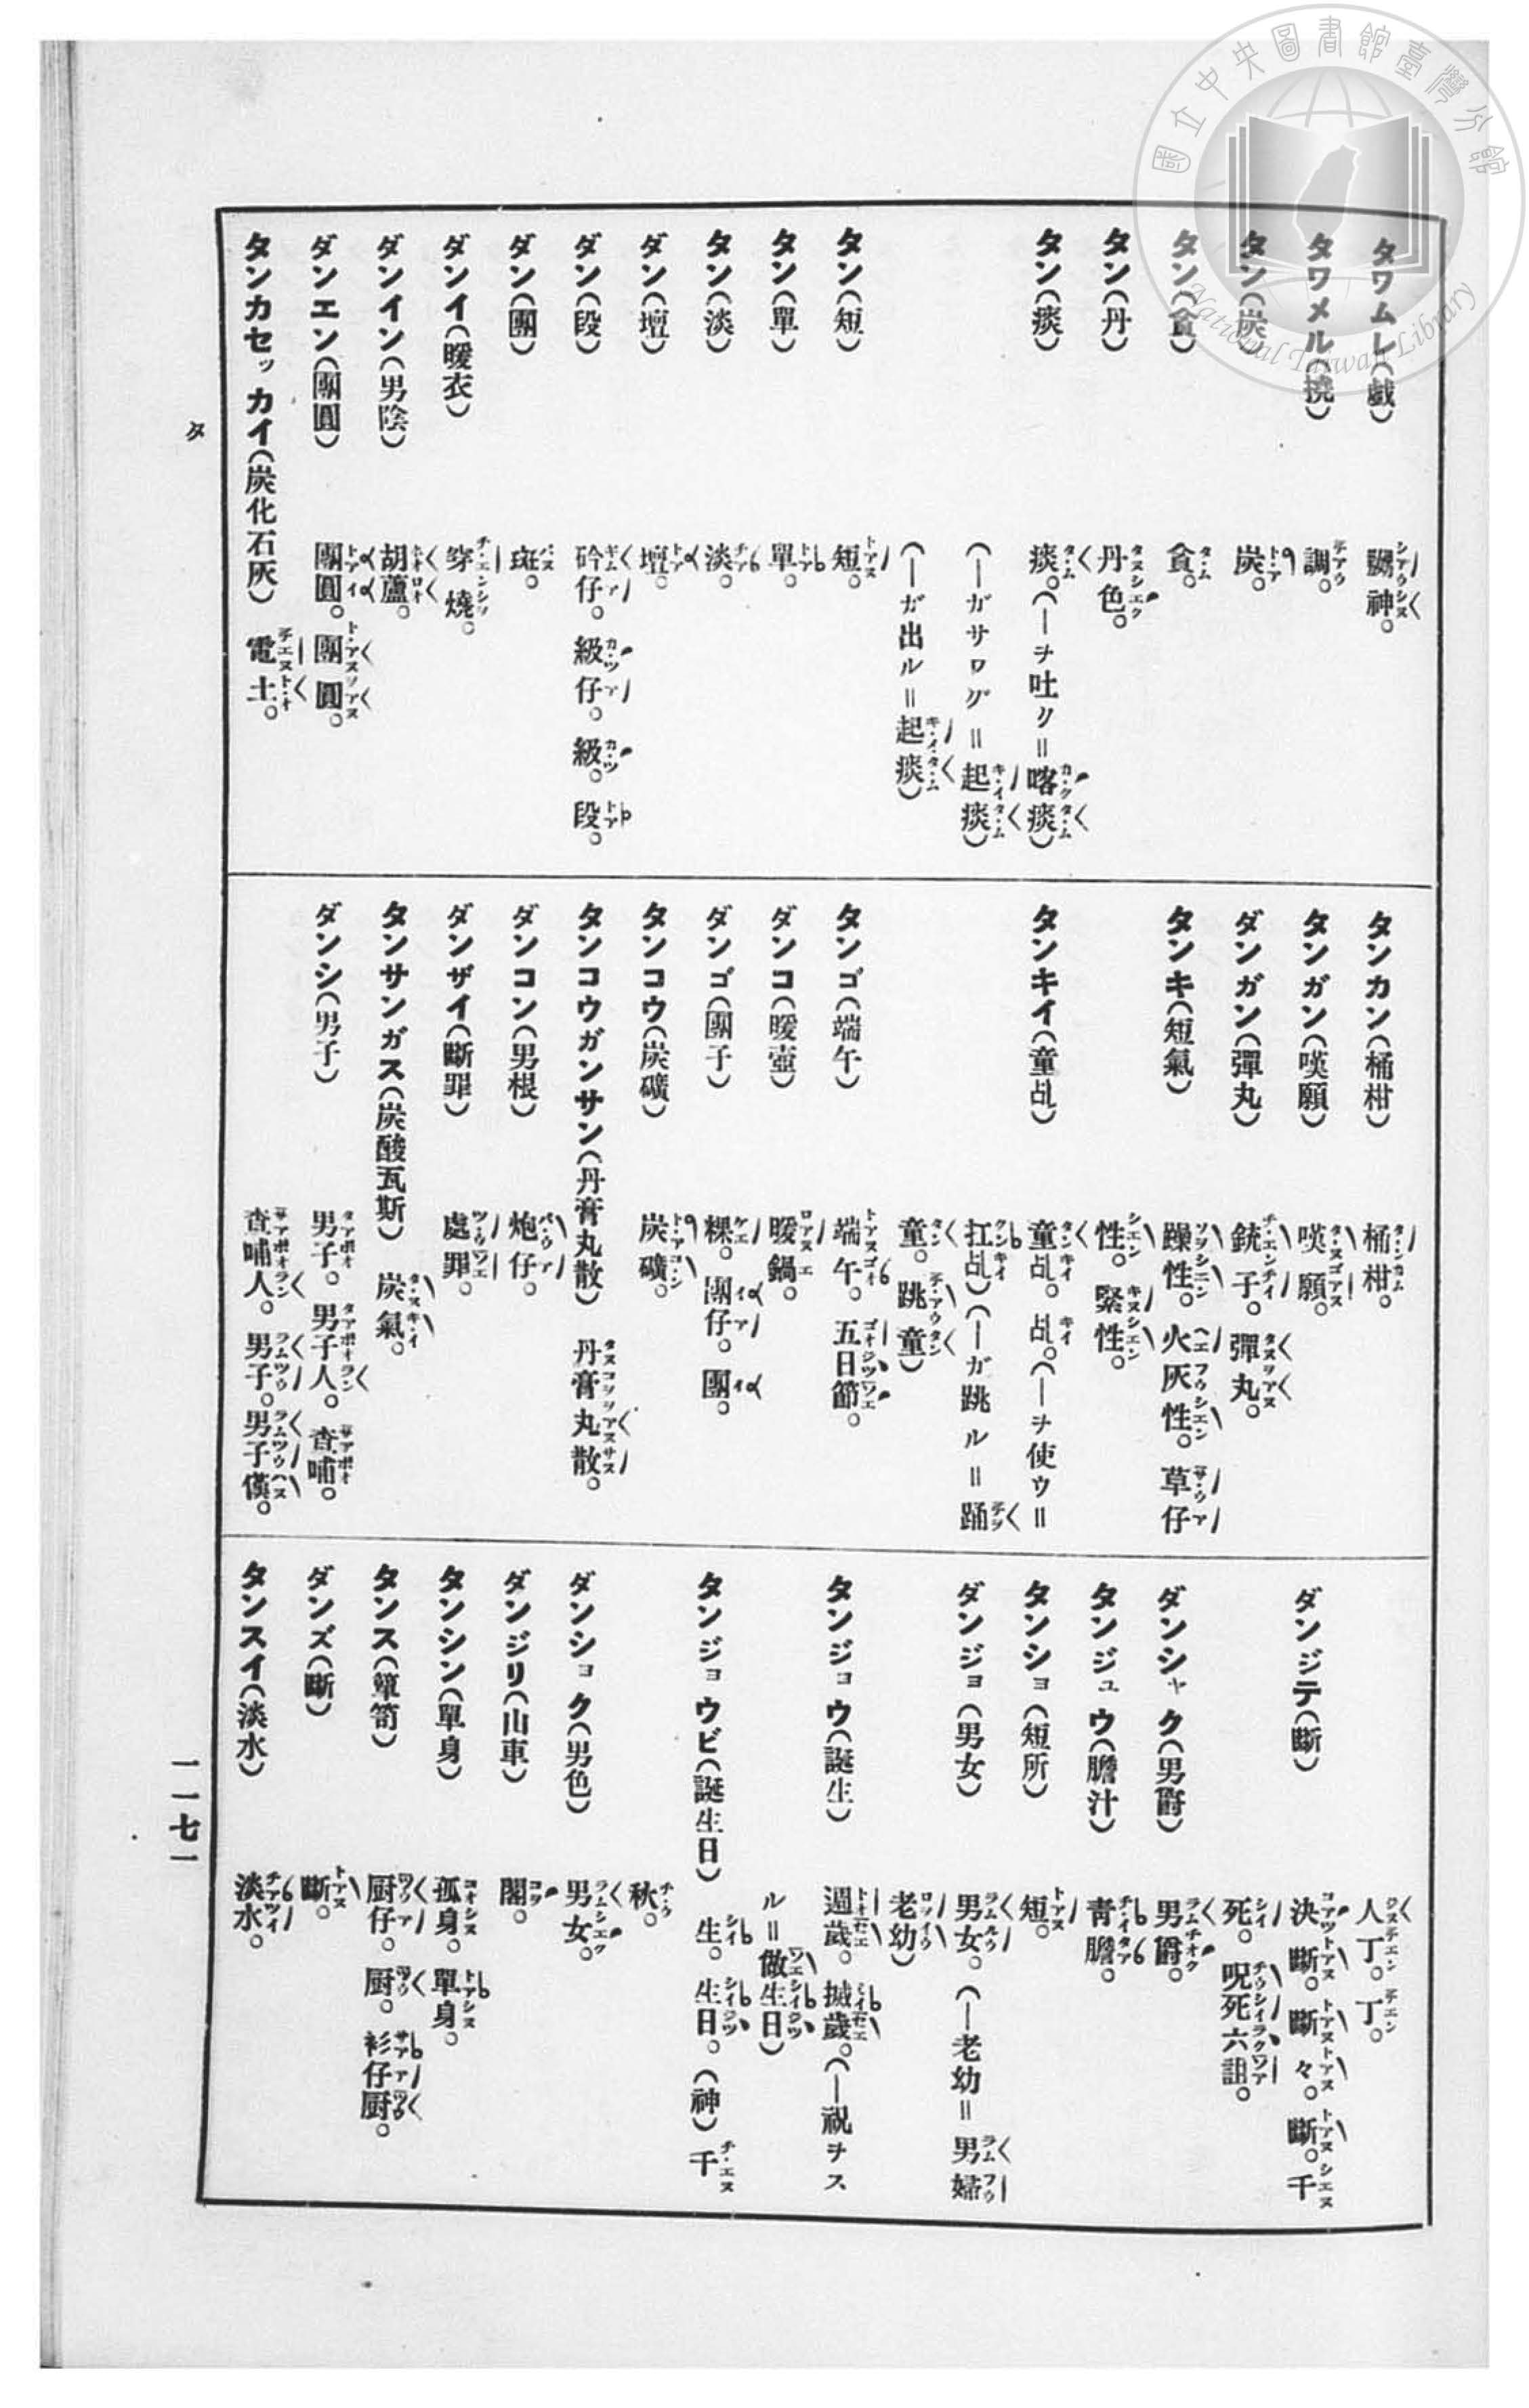 國立中央圖書館臺灣分館
National Taiwan Library
タワムレ(戲) 嬲神。
タワメル(撓) 調。
タン(炭) 炭。
タン(貪) 貪。
タン(丹) 丹色。
タン(痰) 痰。(―ヲ吐ク＝喀痰)
(―ガサワグ＝起痰)
(―ガ出ル＝起痰)
タン(短) 短。
タン(單) 單。
タン(淡) 淡。
ダン(壇) 壇。
ダン(段) 砛仔。級仔。級。段。
ダン(團) 斑。
ダンイ(暖衣) 穿燒。
ダンイン(男陰) 胡蘆。
ダンエン(團圓) 團圓。團圓。
タンカセッカイ(炭化石灰) 電土。
タンカン(桶柑) 桶柑。
タンガン(嘆願) 嘆願。
ダンガン(彈丸) 銃子。彈丸。
タンキ(短氣) 躁性。火灰性。草仔
性。緊性。
タンキイ(童乩) 童乩。乩。(―ヲ使ウ＝
扛乩)(―ガ跳ル＝踊
童。跳童)
タンゴ(端午) 端午。五日節。
ダンコ(暖壺) 暖鍋。
ダンゴ(團子) 粿。團仔。團。
タンコウ(炭礦) 炭礦。
タンコウガンサン(丹膏丸散) 丹膏丸散。
ダンコン(男根) 炮仔。
ダンザイ(斷罪) 處罪。
タンサンガス(炭酸瓦斯) 炭氣。
ダンシ(男子) 男子。男子人。查哺。
查哺人。男子。男子漢。
人丁。丁。
ダンジテ(斷) 決斷。斷々。斷。千
死。呪死六詛。
ダンシャク(男爵) 男爵。
タンジュウ(膽汁) 靑膽。
タンショ(短所) 短。
ダンジョ(男女) 男女。(―老幼＝男婦
老幼)
タンジョウ(誕生) 週歲。搣歲。(―祝ヲス
ル＝做生日)
タンジョウビ(誕生日) 生。生日。(神)千
秋。
ダンショク(男色) 男女。
ダンジリ(山車) 閣。
タンシン(單身) 孤身。單身。
タンス(簞笥) 厨仔。厨。衫仔厨。
ダンズ(斷) 斷。
タンスイ(淡水) 淡水。
タ
一一七一